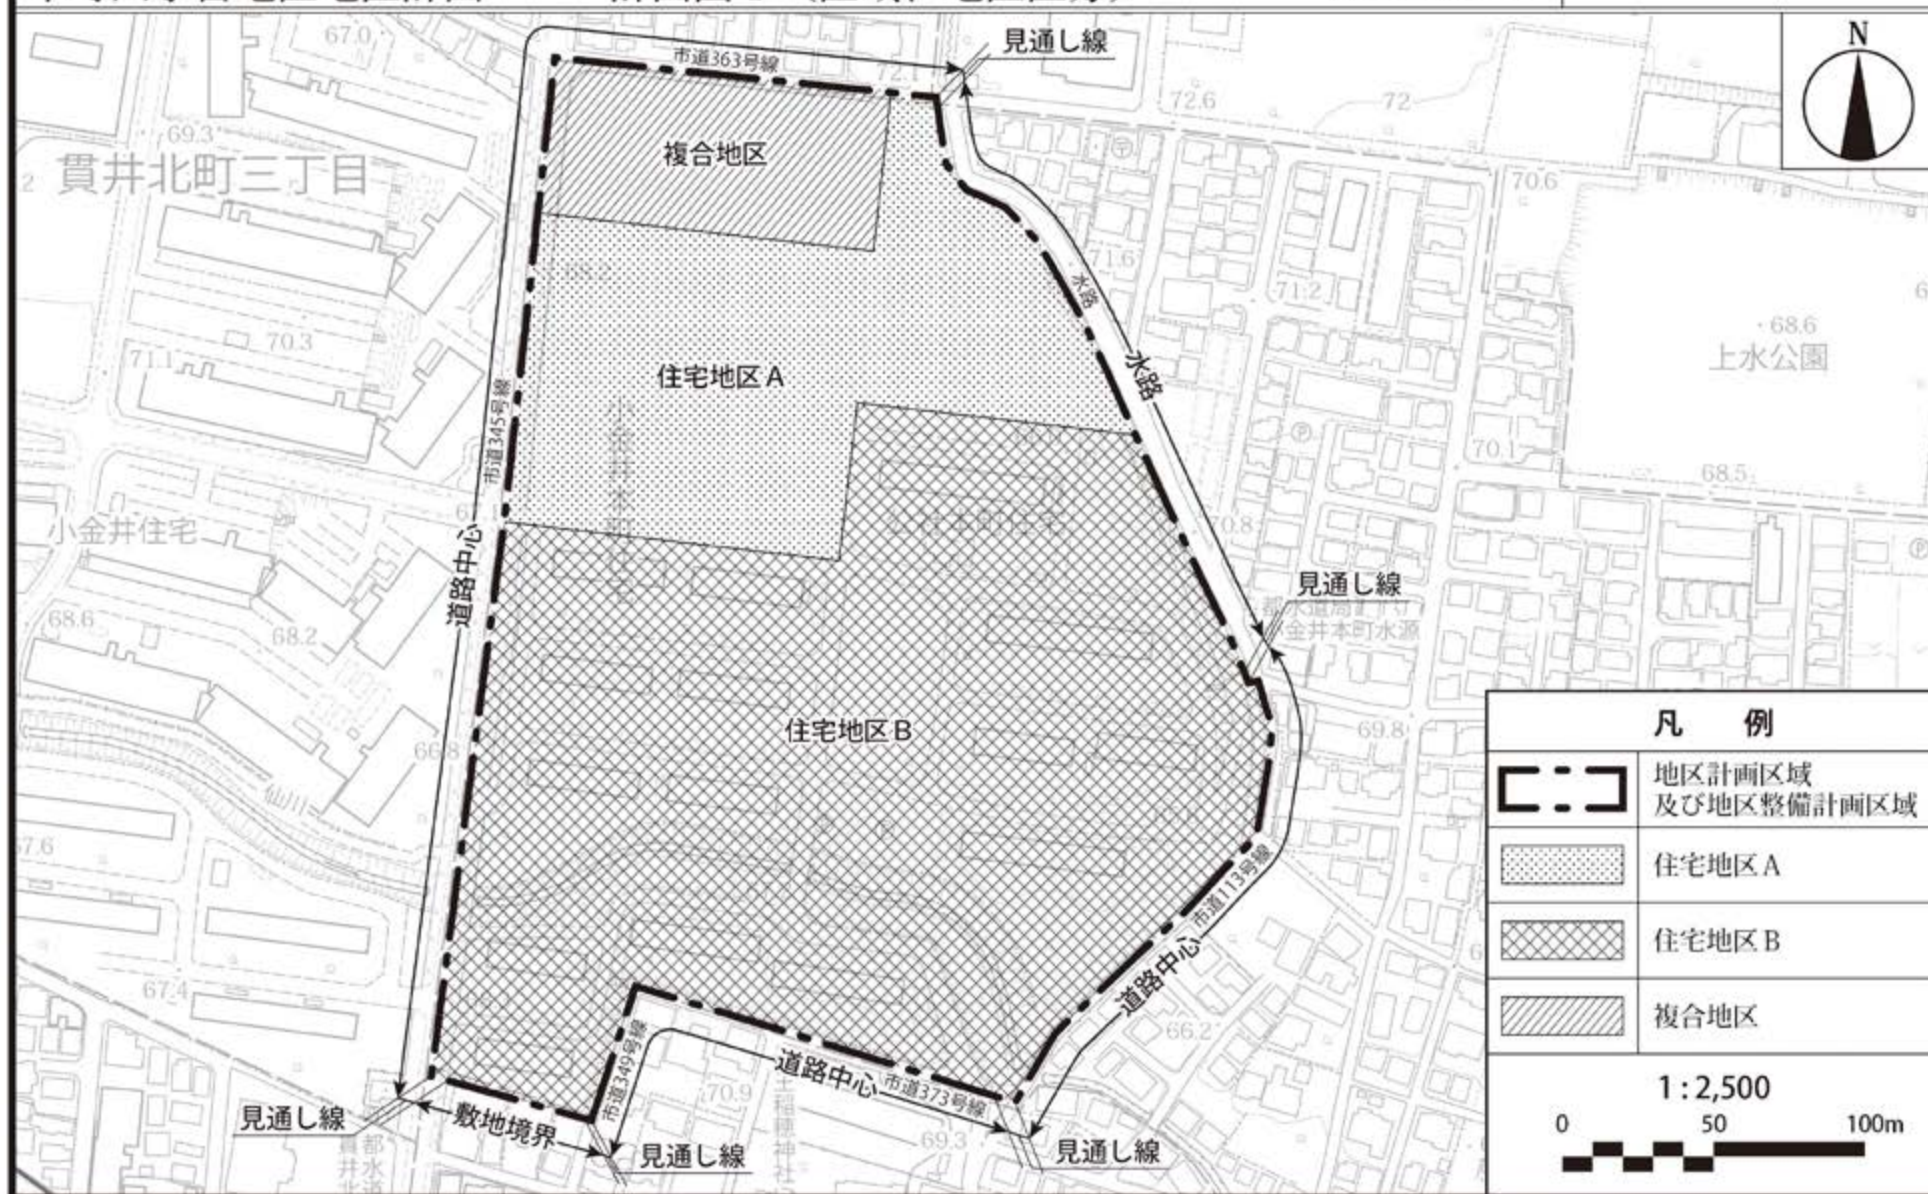 見通し線
N
67.0
市道363号線
72.1
72.6
72
69.3
複合地区
貫井北町三丁目
70.6
68.2
71.6
水路
71.2
68.6
上水公園
70.3
71.1
住宅地区A
水路
市道345号線
70.1
68.5
小金井住宅
道路中心
見通し線
小金井本町水源
68.6
68.2
住宅地区B
凡 例
69.8
66.8
地区計画区域
及び地区整備計画区域
仙川
67.6
市道113号線
住宅地区A
住宅地区B
67.4
道路中心
66.2
複合地区
市道349号線
道路中心
市道373号線
70.9
稲穂神社
69.3
見通し線
敷地境界
見通し線
見通し線
1:2,500
0 50 100m